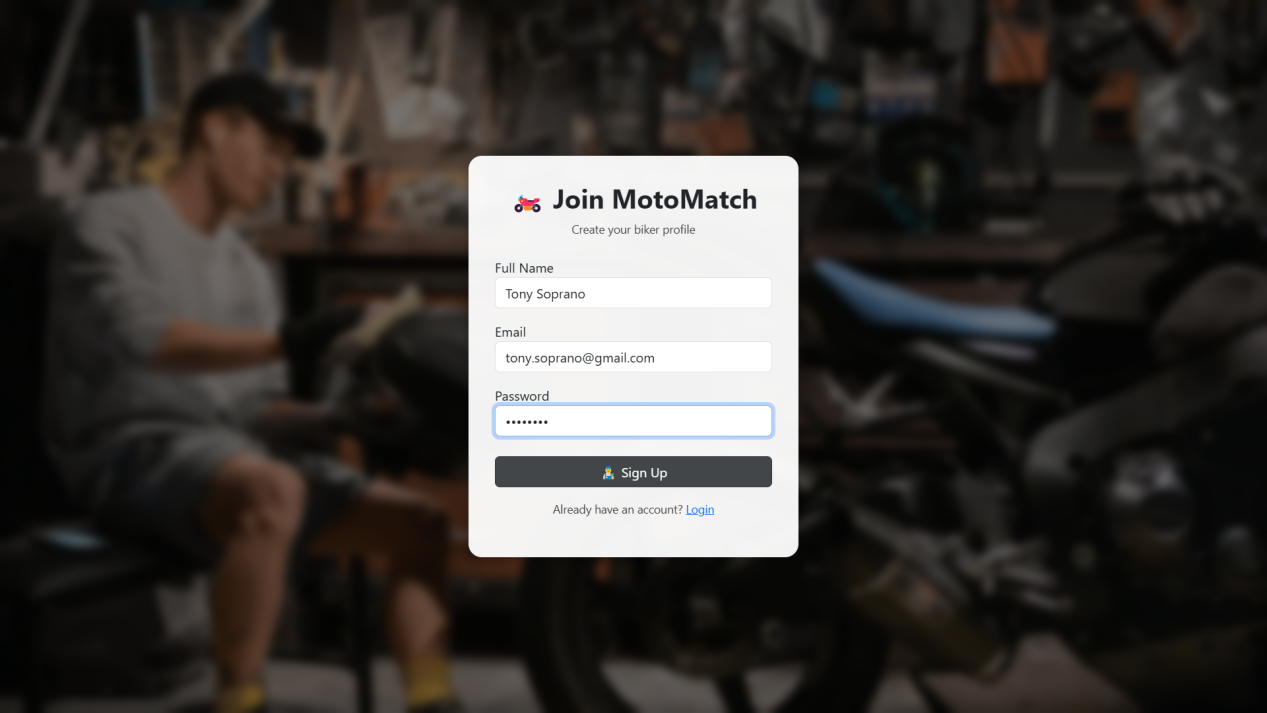 Join MotoMatch
Create your biker profile
Full Name
Tony Soprano
Email
tony.soprano@gmail.com
Password
••••••••
Sign Up
Already have an account? Login